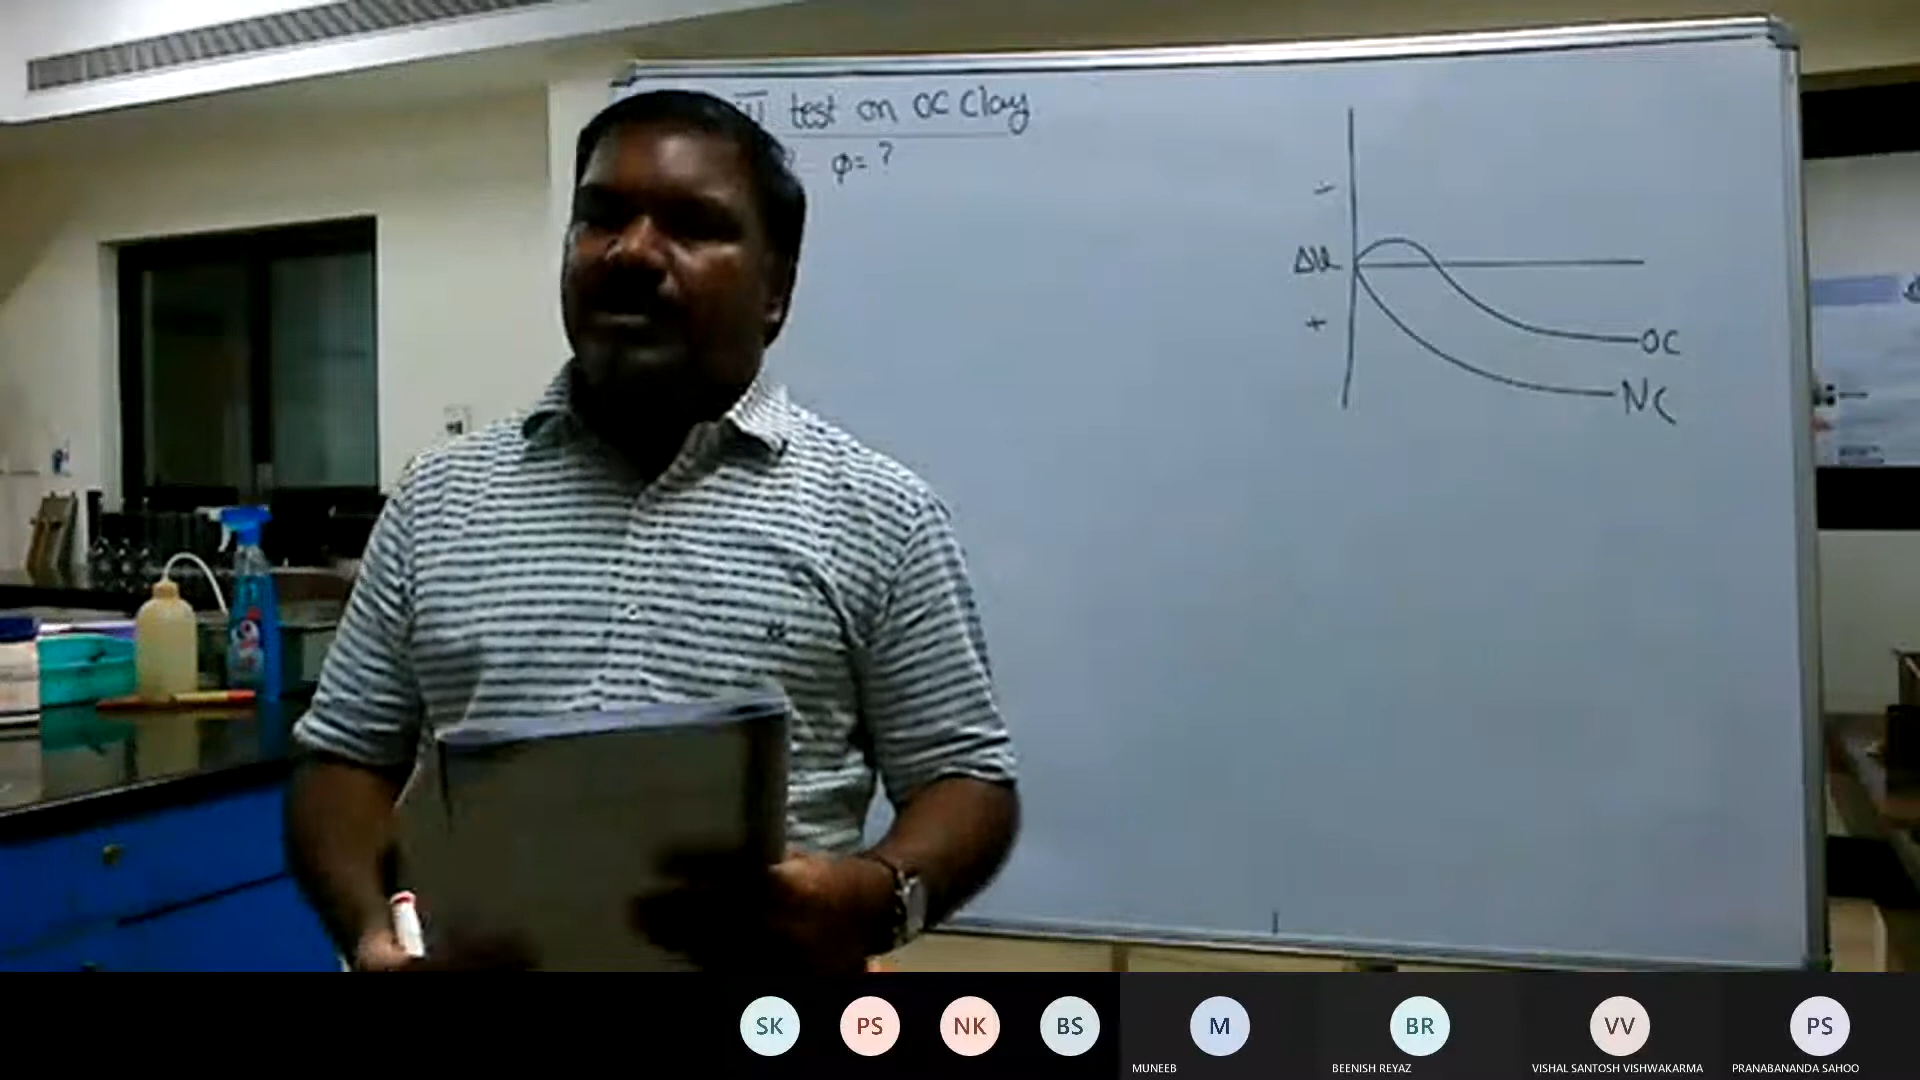 test on OC Clay
φ = ?
-
ΔU
+
OC
NC
SK
PS
NK
BS
M
BR
VV
PS
MUNEEB
BEENISH REYAZ
VISHAL SANTOSH VISHWAKARMA
PRANABANANDA SAHOO